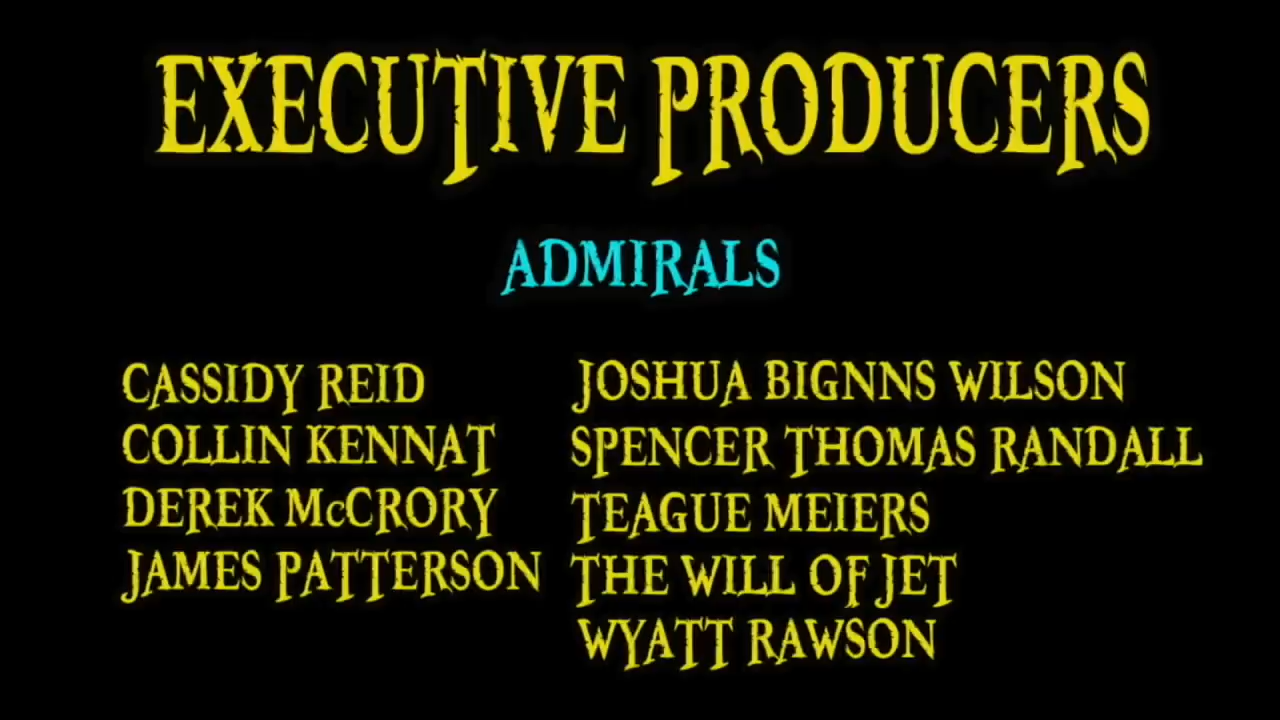 EXECUTIVE PRODUCERS
ADMIRALS
CASSIDY REID
COLLIN KENNAT
DEREK McCRORY
JAMES PATTERSON
JOSHUA BIGNNS WILSON
SPENCER THOMAS RANDALL
TEAGUE MEIERS
THE WILL OF JET
WYATT RAWSON